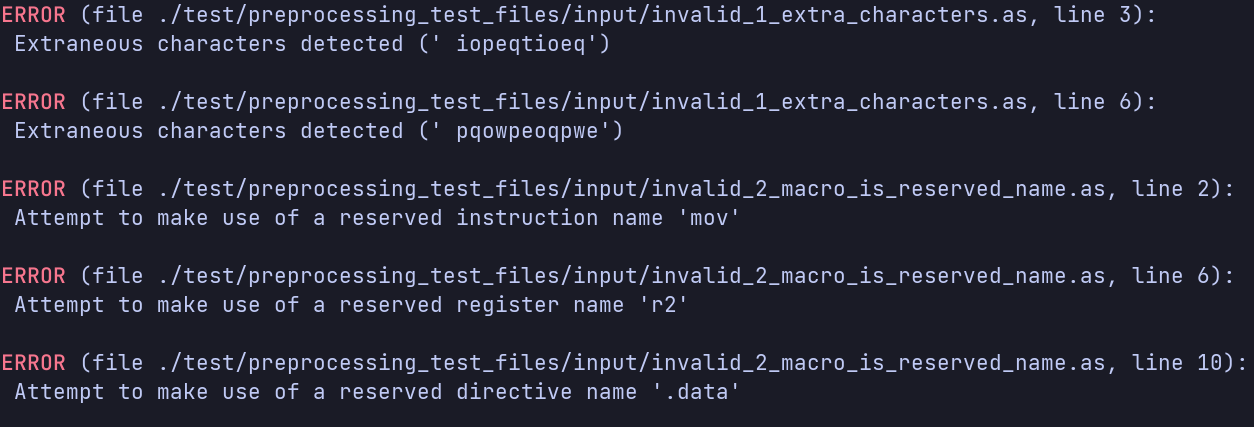 ERROR (file ./test/preprocessing_test_files/input/invalid_1_extra_characters.as, line 3):
Extraneous characters detected (' iopeqtioeq')
ERROR (file ./test/preprocessing_test_files/input/invalid_1_extra_characters.as, line 6):
Extraneous characters detected (' pqowpeoqpwe')
ERROR (file ./test/preprocessing_test_files/input/invalid_2_macro_is_reserved_name.as, line 2):
Attempt to make use of a reserved instruction name 'mov'
ERROR (file ./test/preprocessing_test_files/input/invalid_2_macro_is_reserved_name.as, line 6):
Attempt to make use of a reserved register name 'r2'
ERROR (file ./test/preprocessing_test_files/input/invalid_2_macro_is_reserved_name.as, line 10):
Attempt to make use of a reserved directive name '.data'